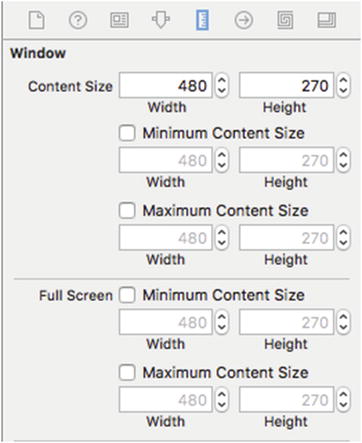 Window
Content Size 480 270
Width Height
Minimum Content Size
480 270
Width Height
Maximum Content Size
480 270
Width Height
Full Screen Minimum Content Size
480 270
Width Height
Maximum Content Size
480 270
Width Height